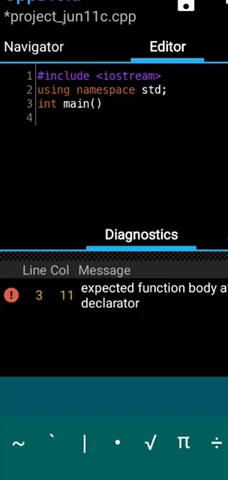 *project_jun11c.cpp
Navigator Editor
1 #include <iostream>
2 using namespace std;
3 int main()
4
Diagnostics
Line Col Message
3 11 expected function body a
declarator
~ ` | • √ π ÷